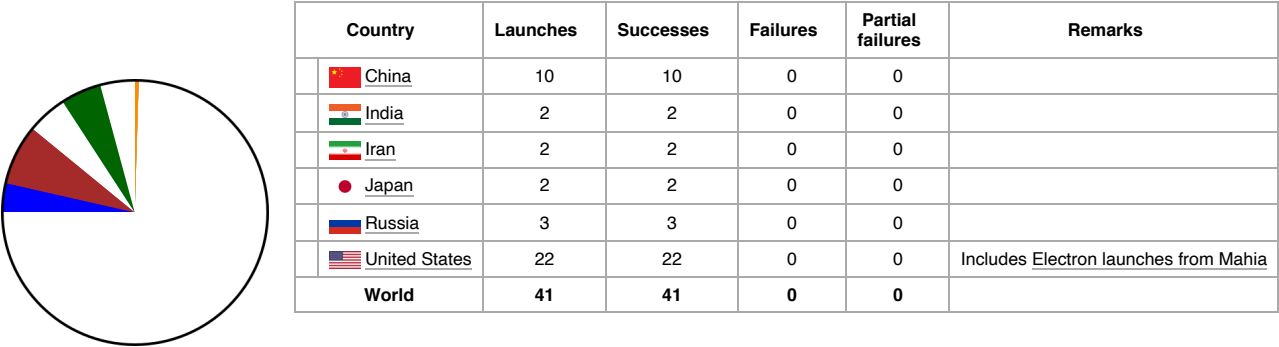 Country Launches Successes Failures Partial failures Remarks
China 10 10 0 0
India 2 2 0 0
Iran 2 2 0 0
Japan 2 2 0 0
Russia 3 3 0 0
United States 22 22 0 0 Includes Electron launches from Mahia
World 41 41 0 0